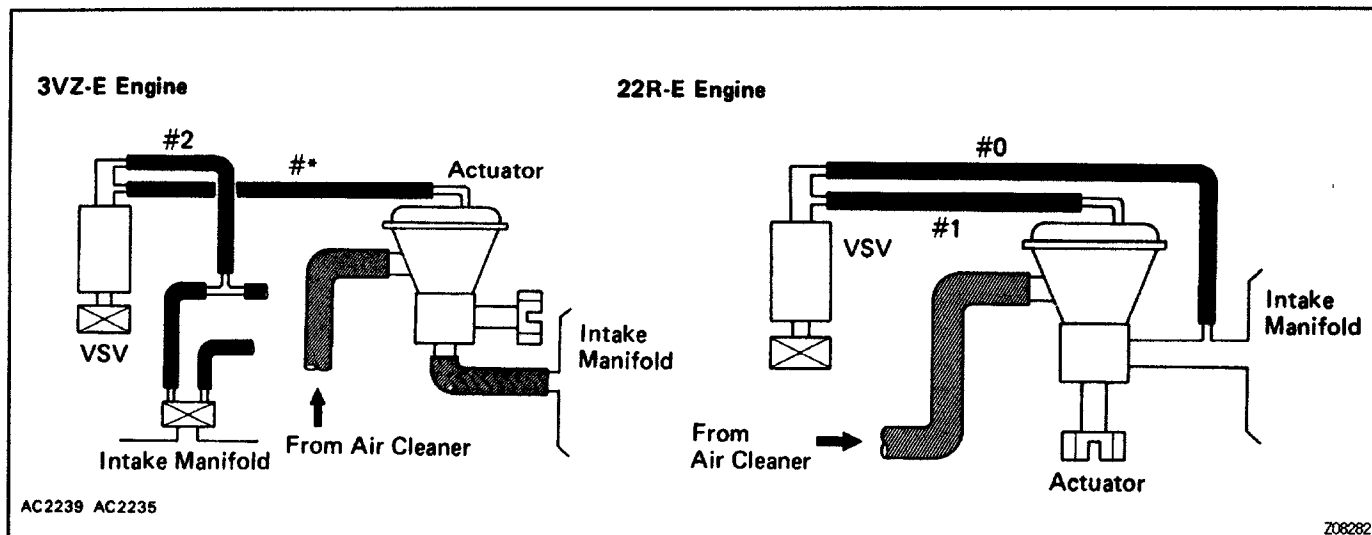 3VZ-E Engine
#2
#*
Actuator
VSV
Intake
Manifold
From Air Cleaner
Intake Manifold
AC2239 AC2235
22R-E Engine
#0
#1
VSV
Intake
Manifold
From
Air Cleaner
Actuator
Z08282